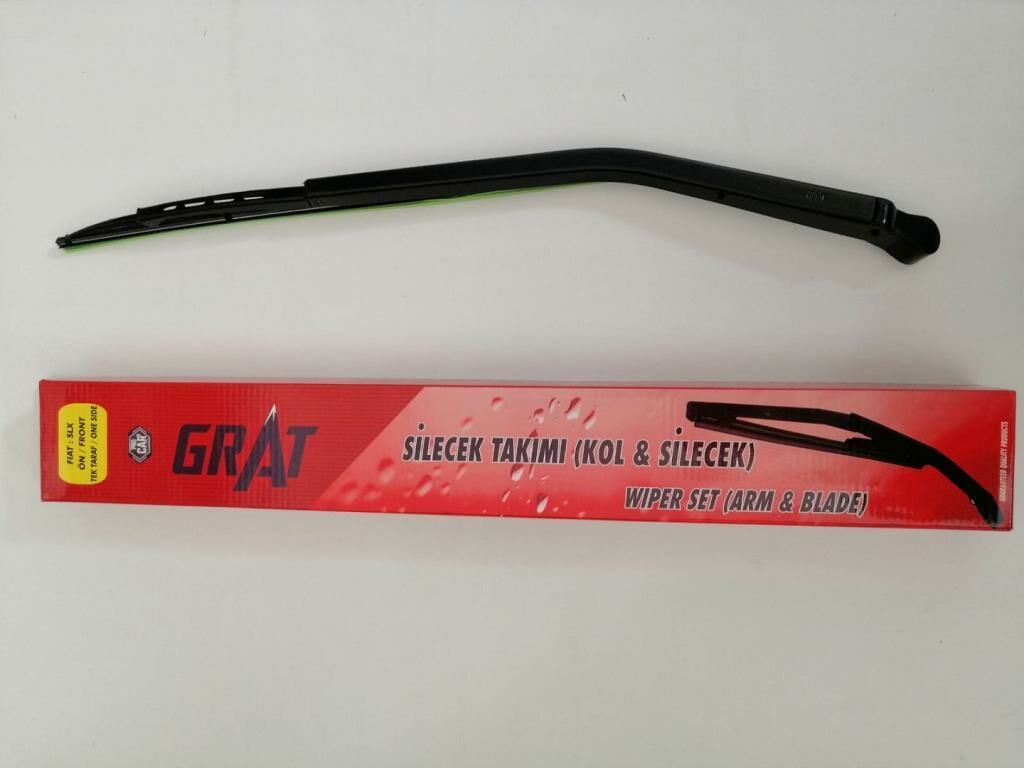 FIAT : SLX
ÖN / FRONT
TEK TARAF / ONE SIDE
CAR
GRAT
SİLECEK TAKIMI (KOL & SİLECEK)
WIPER SET (ARM & BLADE)
GUARANTEED QUALITY PRODUCTS